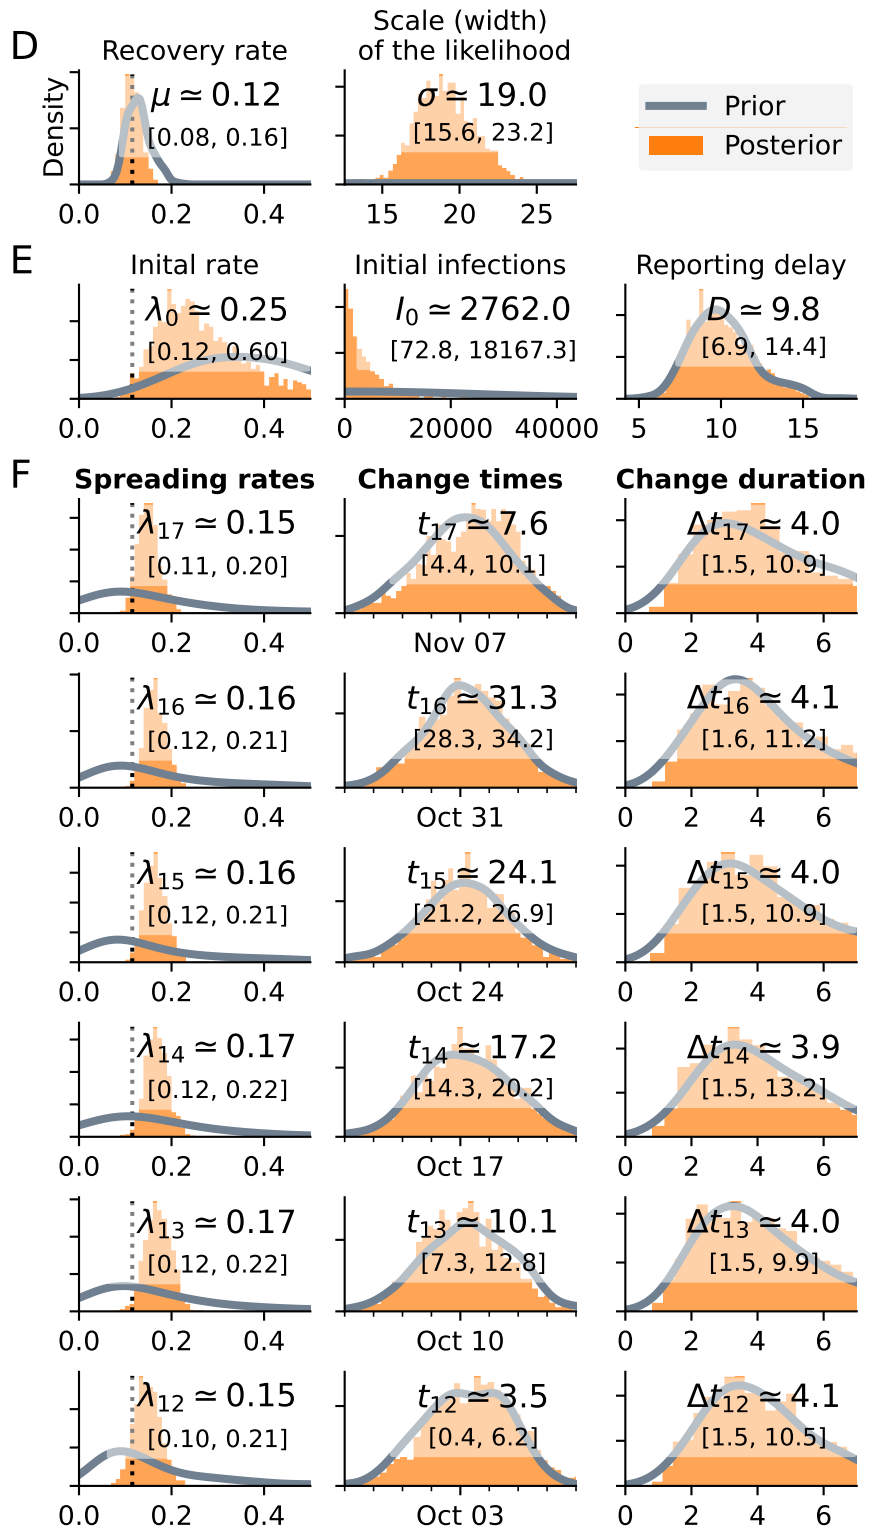 D
Recovery rate
Scale (width)
of the likelihood
Density
μ ≃ 0.12
[0.08, 0.16]
0.0 0.2 0.4
σ ≃ 19.0
[15.6, 23.2]
15 20 25
Prior
Posterior
E
Inital rate
λ0 ≃ 0.25
[0.12, 0.60]
0.0 0.2 0.4
Initial infections
I0 ≃ 2762.0
[72.8, 18167.3]
0 20000 40000
Reporting delay
D ≃ 9.8
[6.9, 14.4]
5 10 15
F
Spreading rates Change times Change duration
λ17 ≃ 0.15
[0.11, 0.20]
0.0 0.2 0.4
t17 ≃ 7.6
[4.4, 10.1]
Nov 07
Δt17 ≃ 4.0
[1.5, 10.9]
0 2 4 6
λ16 ≃ 0.16
[0.12, 0.21]
0.0 0.2 0.4
t16 ≃ 31.3
[28.3, 34.2]
Oct 31
Δt16 ≃ 4.1
[1.6, 11.2]
0 2 4 6
λ15 ≃ 0.16
[0.12, 0.21]
0.0 0.2 0.4
t15 ≃ 24.1
[21.2, 26.9]
Oct 24
Δt15 ≃ 4.0
[1.5, 10.9]
0 2 4 6
λ14 ≃ 0.17
[0.12, 0.22]
0.0 0.2 0.4
t14 ≃ 17.2
[14.3, 20.2]
Oct 17
Δt14 ≃ 3.9
[1.5, 13.2]
0 2 4 6
λ13 ≃ 0.17
[0.12, 0.22]
0.0 0.2 0.4
t13 ≃ 10.1
[7.3, 12.8]
Oct 10
Δt13 ≃ 4.0
[1.5, 9.9]
0 2 4 6
λ12 ≃ 0.15
[0.10, 0.21]
0.0 0.2 0.4
t12 ≃ 3.5
[0.4, 6.2]
Oct 03
Δt12 ≃ 4.1
[1.5, 10.5]
0 2 4 6